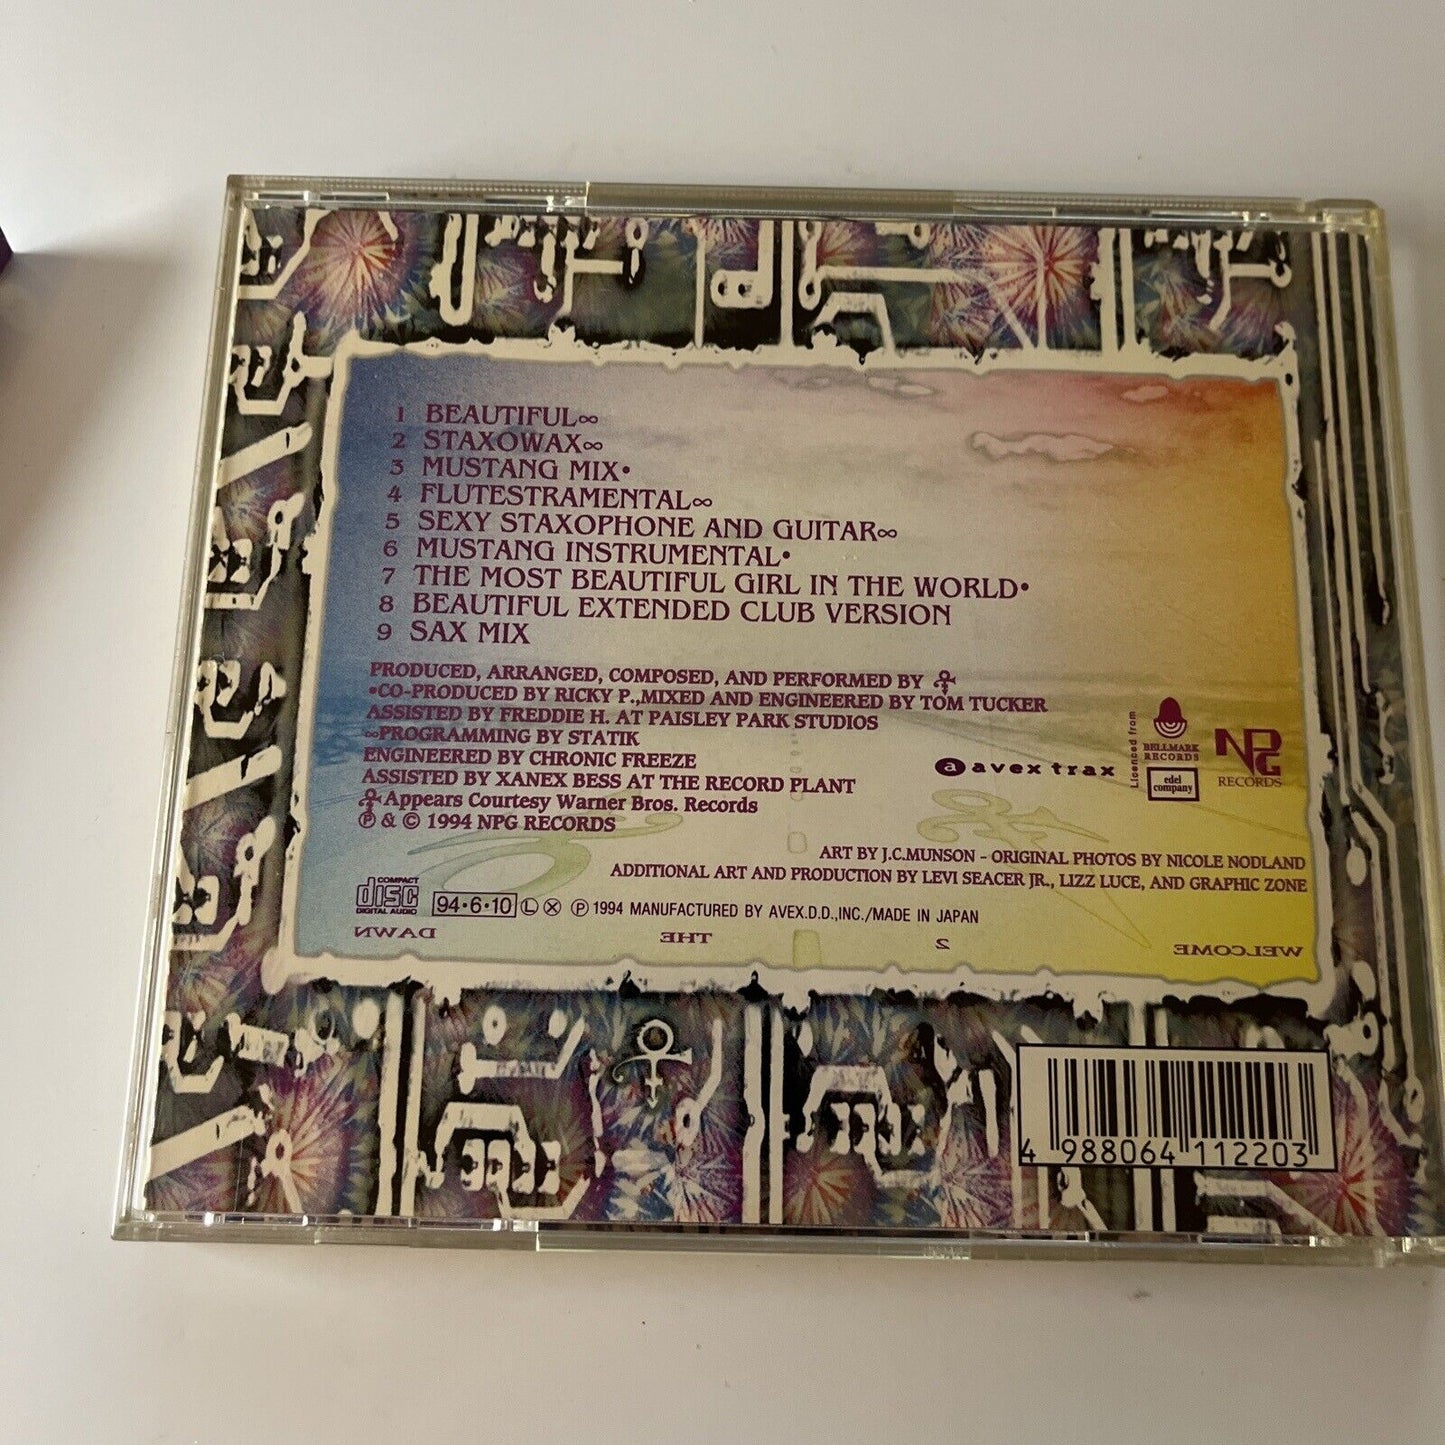 1 BEAUTIFUL∞
2 STAXOWAX∞
3 MUSTANG MIX•
4 FLUTESTRAMENTAL∞
5 SEXY STAXOPHONE AND GUITAR∞
6 MUSTANG INSTRUMENTAL•
7 THE MOST BEAUTIFUL GIRL IN THE WORLD•
8 BEAUTIFUL EXTENDED CLUB VERSION
9 SAX MIX
PRODUCED, ARRANGED, COMPOSED, AND PERFORMED BY
•CO-PRODUCED BY RICKY P.,MIXED AND ENGINEERED BY TOM TUCKER
ASSISTED BY FREDDIE H. AT PAISLEY PARK STUDIOS
∞PROGRAMMING BY STATIK
ENGINEERED BY CHRONIC FREEZE
ASSISTED BY XANEX BESS AT THE RECORD PLANT
Appears Courtesy Warner Bros. Records
Ⓟ & © 1994 NPG RECORDS
a avex trax
Licenced from
BELLMARK
RECORDS
edel
company
NPG
RECORDS
ART BY J.C.MUNSON - ORIGINAL PHOTOS BY NICOLE NODLAND
ADDITIONAL ART AND PRODUCTION BY LEVI SEACER JR., LIZZ LUCE, AND GRAPHIC ZONE
COMPACT
disc
DIGITAL AUDIO
94•6•10 Ⓛ Ⓧ Ⓟ 1994 MANUFACTURED BY AVEX.D.D.,INC./MADE IN JAPAN
WELCOME 2 THE DAWN
4 988064 112203